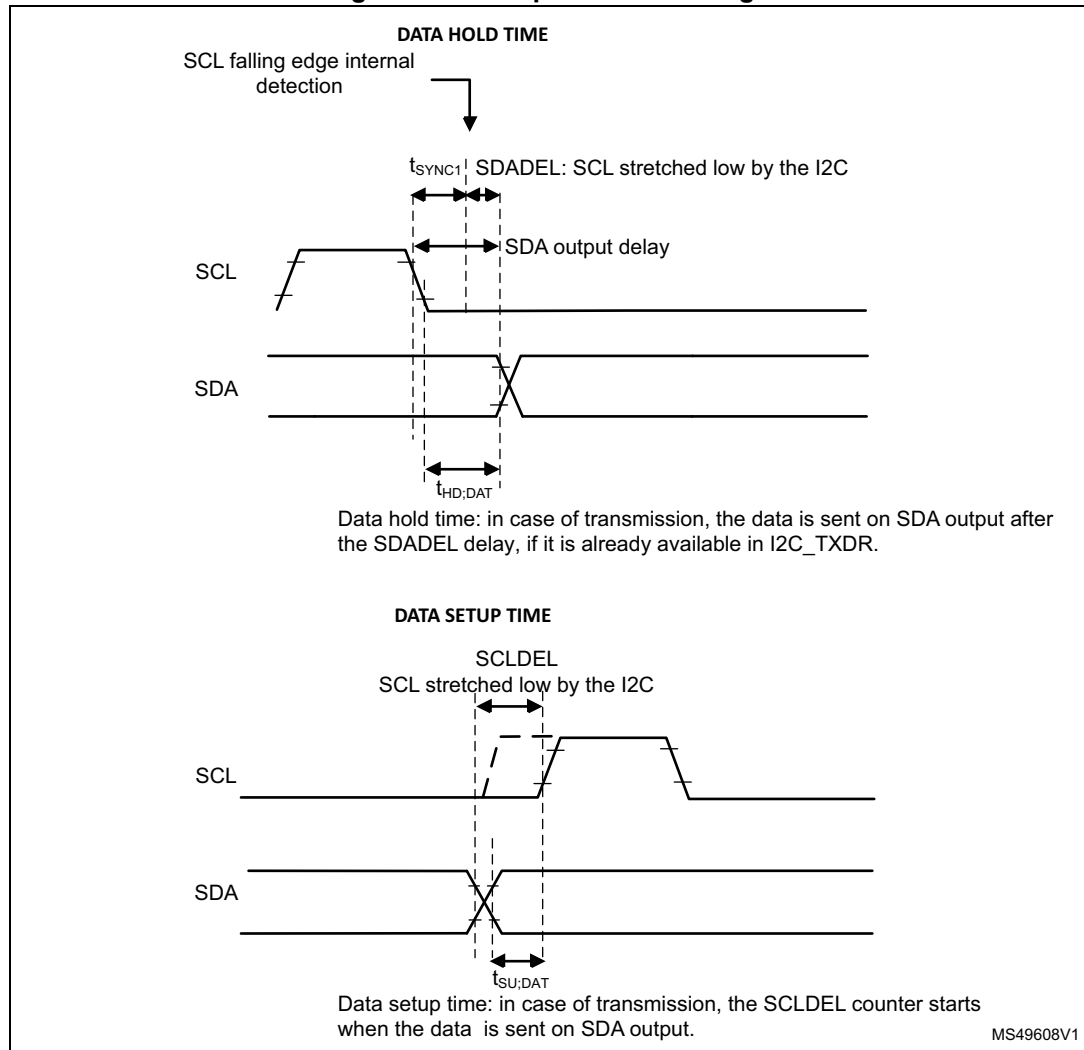 DATA HOLD TIME
SCL falling edge internal
detection
tSYNC1
SDADEL: SCL stretched low by the I2C
SDA output delay
SCL
SDA
tHD;DAT
Data hold time: in case of transmission, the data is sent on SDA output after
the SDADEL delay, if it is already available in I2C_TXDR.
DATA SETUP TIME
SCLDEL
SCL stretched low by the I2C
SCL
SDA
tSU;DAT
Data setup time: in case of transmission, the SCLDEL counter starts
when the data is sent on SDA output.
MS49608V1